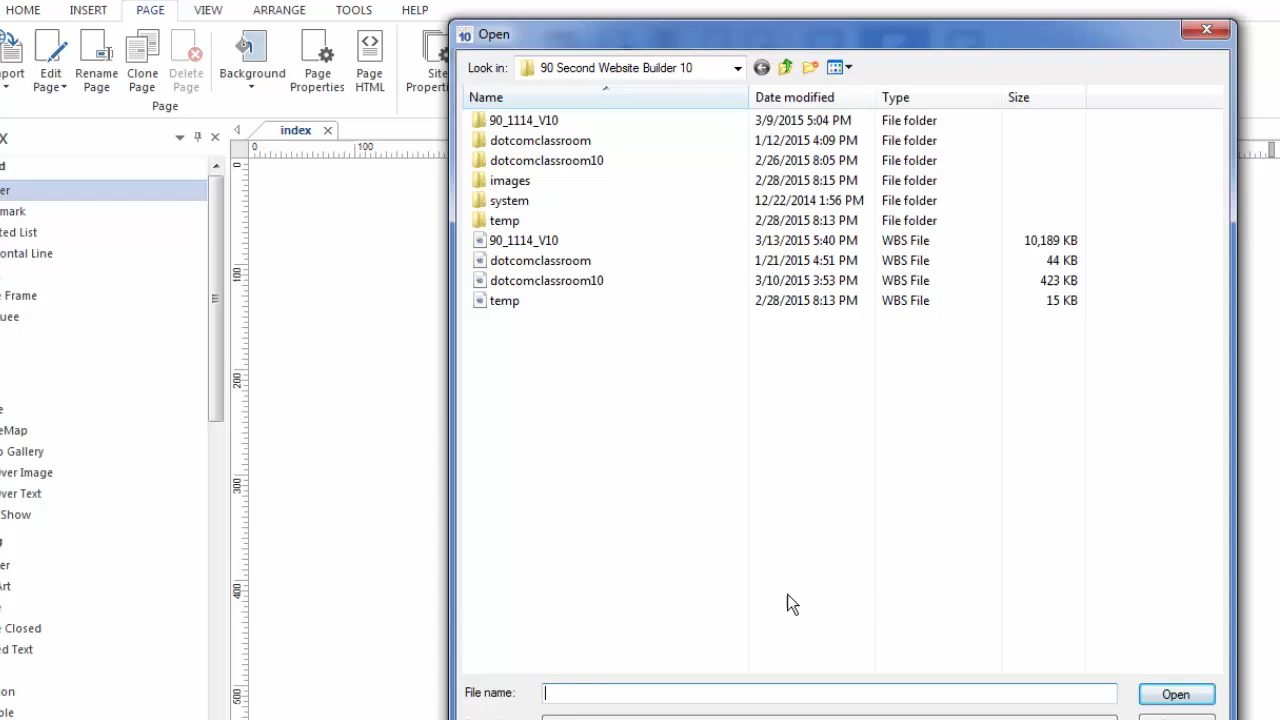 HOME INSERT PAGE VIEW ARRANGE TOOLS HELP
Edit Page Rename Page Clone Page Delete Page Background Page Properties Page HTML
Page
index
0 100
0
100
200
300
400
500
mark
ted List
ontal Line
e Frame
uee
eMap
o Gallery
over Image
over Text
Show
Art
e Closed
ed Text
10 Open
Look in: 90 Second Website Builder 10
Name Date modified Type Size
90_1114_V10 3/9/2015 5:04 PM File folder
dotcomclassroom 1/12/2015 4:09 PM File folder
dotcomclassroom10 2/26/2015 8:05 PM File folder
images 2/28/2015 8:15 PM File folder
system 12/22/2014 1:56 PM File folder
temp 2/28/2015 8:13 PM File folder
90_1114_V10 3/13/2015 5:40 PM WBS File 10,189 KB
dotcomclassroom 1/21/2015 4:51 PM WBS File 44 KB
dotcomclassroom10 3/10/2015 3:53 PM WBS File 423 KB
temp 2/28/2015 8:13 PM WBS File 15 KB
File name: Open